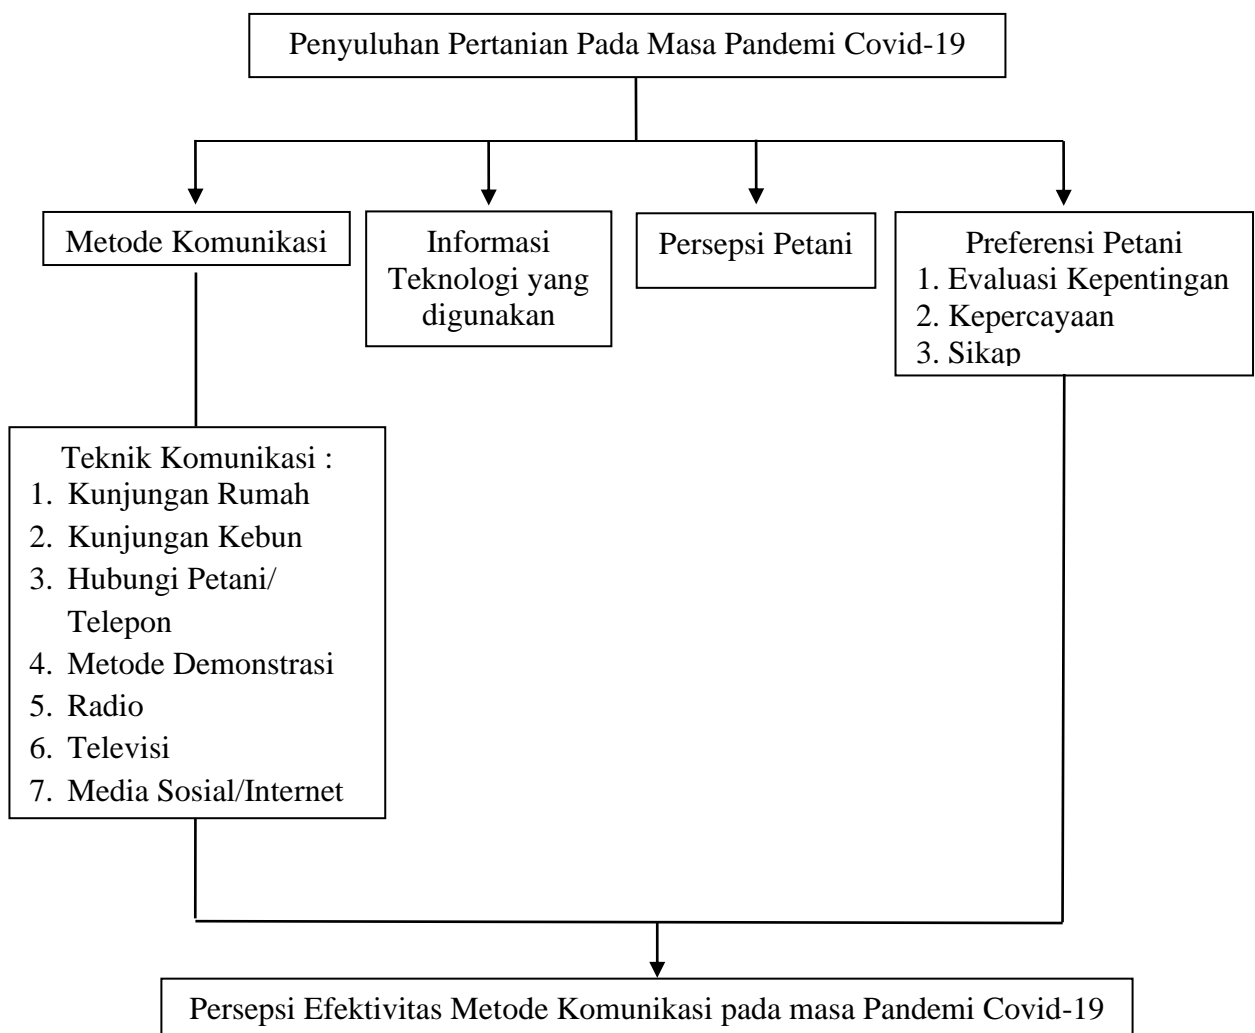 Penyuluhan Pertanian Pada Masa Pandemi Covid-19
Metode Komunikasi
Informasi
Teknologi yang
digunakan
Persepsi Petani
Preferensi Petani
1. Evaluasi Kepentingan
2. Kepercayaan
3. Sikap
Teknik Komunikasi :
1. Kunjungan Rumah
2. Kunjungan Kebun
3. Hubungi Petani/
Telepon
4. Metode Demonstrasi
5. Radio
6. Televisi
7. Media Sosial/Internet
Persepsi Efektivitas Metode Komunikasi pada masa Pandemi Covid-19